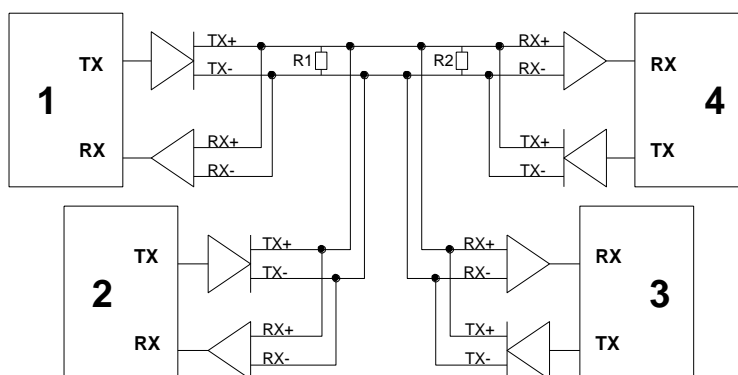 TX+ RX+
TX R1 R2 RX
TX- RX-
1 4
RX RX+ TX+ TX
RX- TX-
TX TX+ RX+ RX
TX- RX-
2 3
RX RX+ TX+ TX
RX- TX-